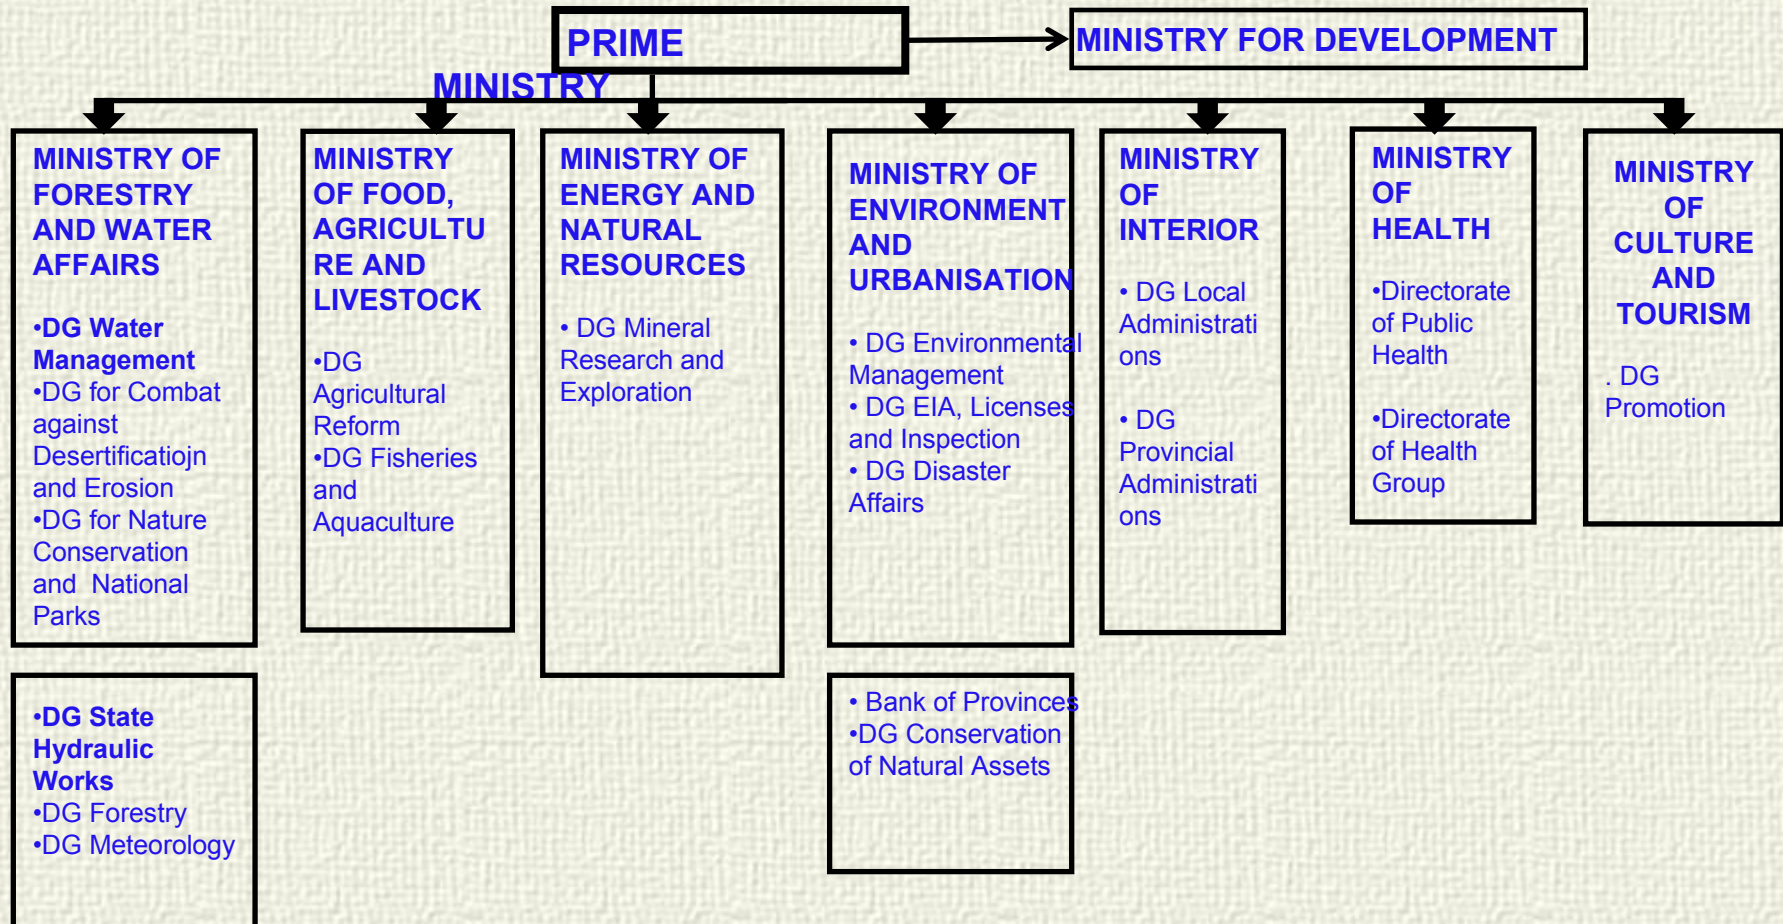 PRIME
MINISTRY
MINISTRY FOR DEVELOPMENT
MINISTRY OF
FORESTRY
AND WATER
AFFAIRS
•DG Water
Management
•DG for Combat
against
Desertificatiojn
and Erosion
•DG for Nature
Conservation
and National
Parks
•DG State
Hydraulic
Works
•DG Forestry
•DG Meteorology
MINISTRY
OF FOOD,
AGRICULTU
RE AND
LIVESTOCK
•DG
Agricultural
Reform
•DG Fisheries
and
Aquaculture
MINISTRY OF
ENERGY AND
NATURAL
RESOURCES
• DG Mineral
Research and
Exploration
MINISTRY OF
ENVIRONMENT
AND
URBANISATION
• DG Environmental
Management
• DG EIA, Licenses
and Inspection
• DG Disaster
Affairs
• Bank of Provinces
•DG Conservation
of Natural Assets
MINISTRY
OF
INTERIOR
• DG Local
Administrati
ons
• DG
Provincial
Administrati
ons
MINISTRY
OF
HEALTH
•Directorate
of Public
Health
•Directorate
of Health
Group
MINISTRY
OF
CULTURE
AND
TOURISM
. DG
Promotion